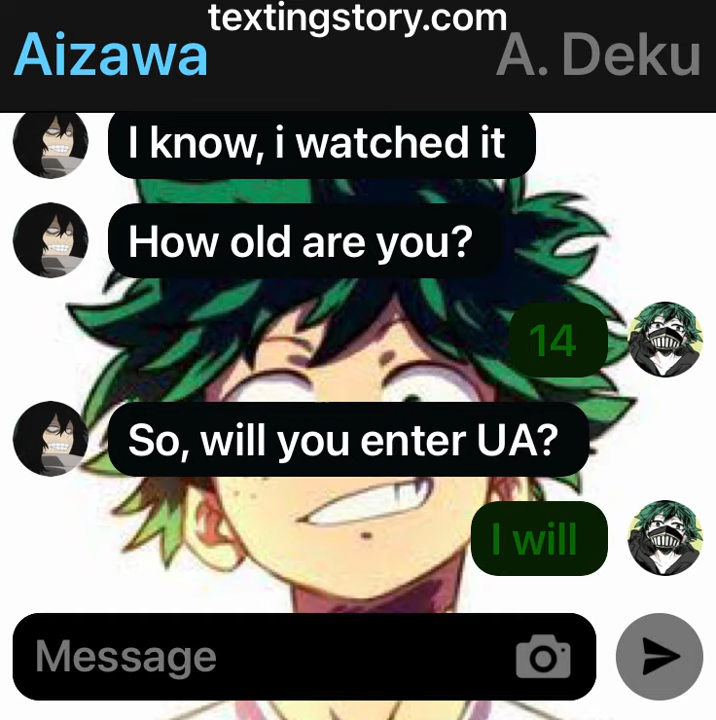 textingstory.com
Aizawa
A. Deku
I know, i watched it
How old are you?
14
So, will you enter UA?
I will
Message